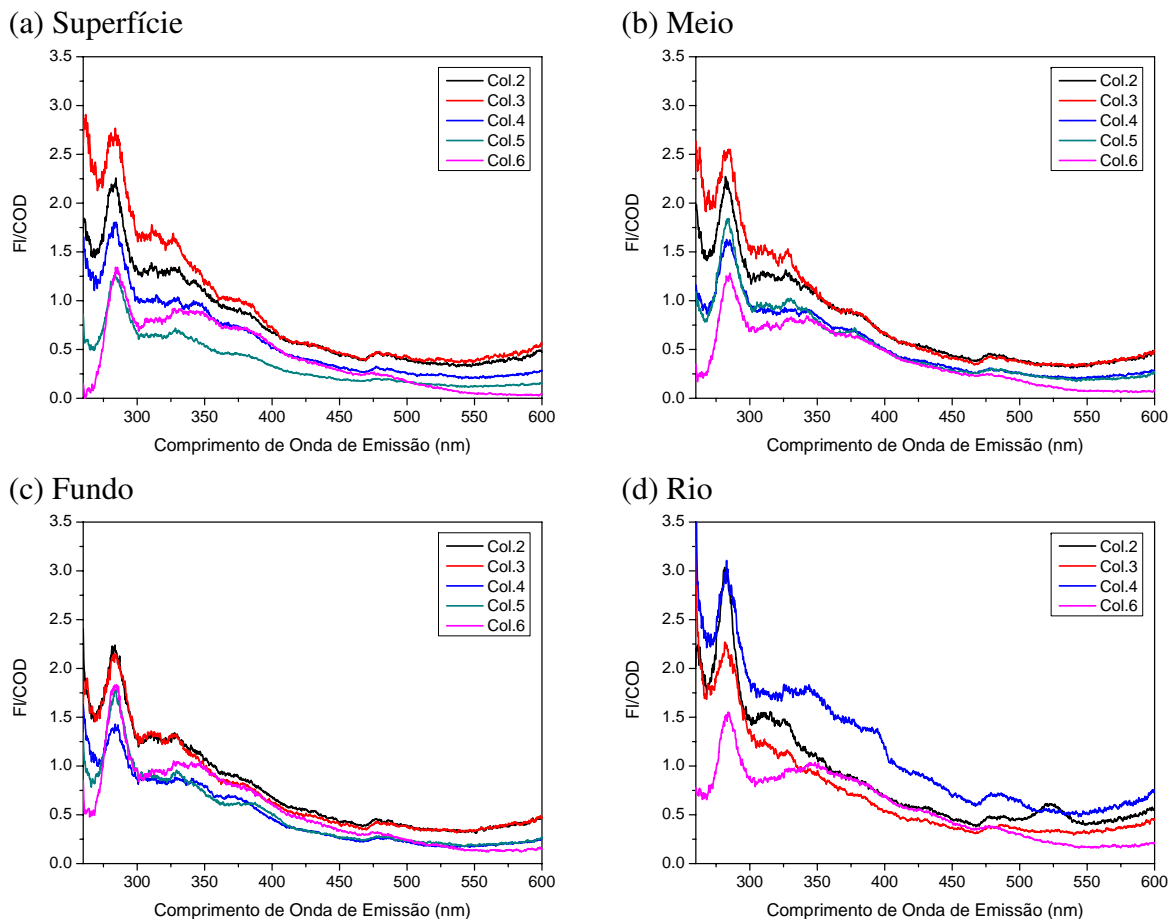 (a) Superfície
3.5
3.0
2.5
2.0
1.5
1.0
0.5
0.0
FI/COD
Col.2
Col.3
Col.4
Col.5
Col.6
300 350 400 450 500 550 600
Comprimento de Onda de Emissão (nm)
(b) Meio
3.5
3.0
2.5
2.0
1.5
1.0
0.5
0.0
FI/COD
Col.2
Col.3
Col.4
Col.5
Col.6
300 350 400 450 500 550 600
Comprimento de Onda de Emissão (nm)
(c) Fundo
3.5
3.0
2.5
2.0
1.5
1.0
0.5
0.0
FI/COD
Col.2
Col.3
Col.4
Col.5
Col.6
300 350 400 450 500 550 600
Comprimento de Onda de Emissão (nm)
(d) Rio
3.5
3.0
2.5
2.0
1.5
1.0
0.5
0.0
FI/COD
Col.2
Col.3
Col.4
Col.6
300 350 400 450 500 550 600
Comprimento de Onda de Emissão (nm)